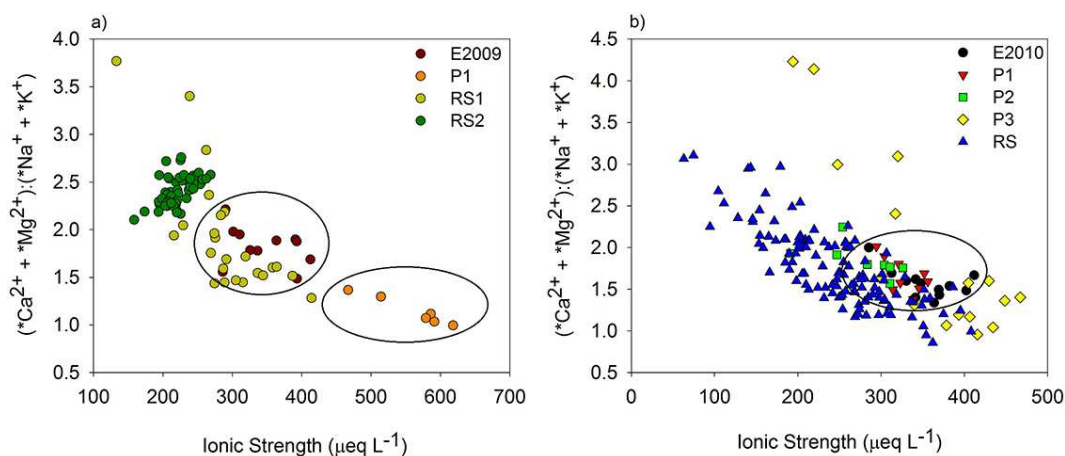 a)
(*Ca2+ + *Mg2+):(*Na+ + *K+)
4.0
3.5
3.0
2.5
2.0
1.5
1.0
0.5
100 200 300 400 500 600 700
Ionic Strength (µeq L-1)
E2009
P1
RS1
RS2
b)
(*Ca2+ + *Mg2+):(*Na+ + *K+)
4.5
4.0
3.5
3.0
2.5
2.0
1.5
1.0
0.5
0 100 200 300 400 500
Ionic Strength (µeq L-1)
E2010
P1
P2
P3
RS